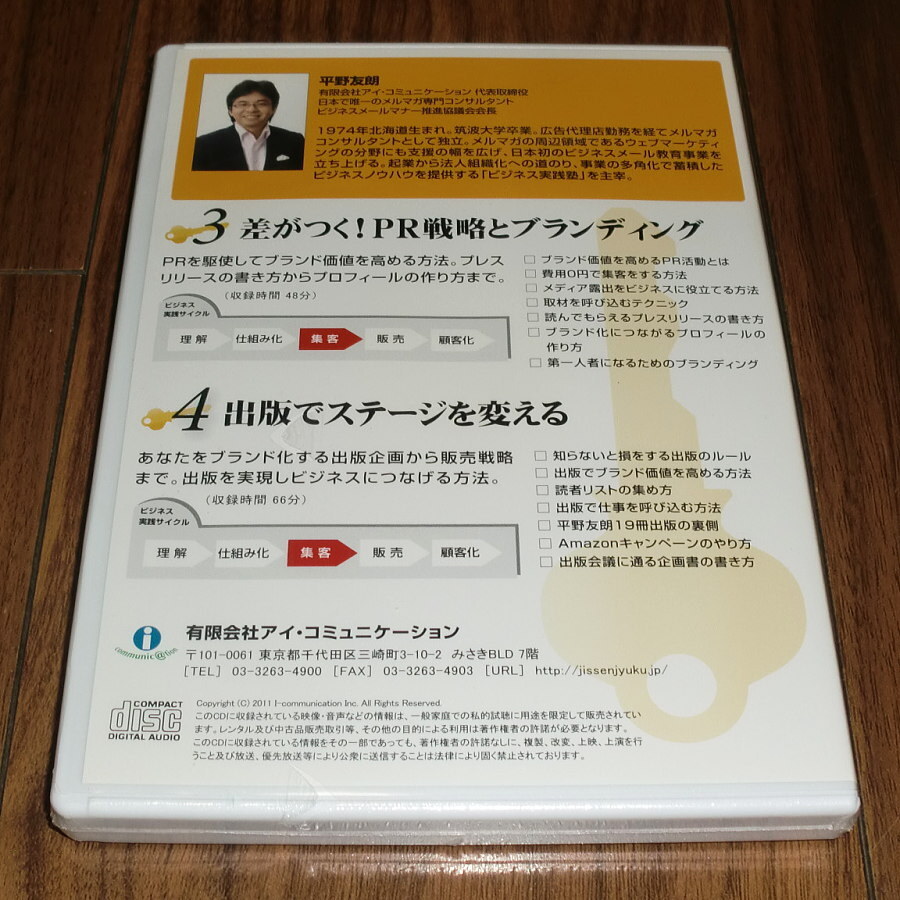 平野友朗
有限会社アイ・コミュニケーション 代表取締役
日本で唯一のメルマガ専門コンサルタント
ビジネスメールマナー推進協議会会長
1974年北海道生まれ。筑波大学卒業。広告代理店勤務を経てメルマガ
コンサルタントとして独立。メルマガの周辺領域であるウェブマーケティ
ングの分野にも支援の幅を広げ、日本初のビジネスメール教育事業を
立ち上げる。起業から法人組織化への道のり、事業の多角化で蓄積した
ビジネスノウハウを提供する「ビジネス実践塾」を主宰。
3 差がつく！PR戦略とブランディング
PRを駆使してブランド価値を高める方法。プレス
リリースの書き方からプロフィールの作り方まで。
（収録時間 48分）
ビジネス
実践サイクル
理解 仕組み化 集客 販売 顧客化
□ ブランド価値を高めるPR活動とは
□ 費用0円で集客をする方法
□ メディア露出をビジネスに役立てる方法
□ 取材を呼び込むテクニック
□ 読んでもらえるプレスリリースの書き方
□ ブランド化につながるプロフィールの
作り方
□ 第一人者になるためのブランディング
4 出版でステージを変える
あなたをブランド化する出版企画から販売戦略
まで。出版を実現しビジネスにつなげる方法。
（収録時間 66分）
ビジネス
実践サイクル
理解 仕組み化 集客 販売 顧客化
□ 知らないと損をする出版のルール
□ 出版でブランド価値を高める方法
□ 読者リストの集め方
□ 出版で仕事を呼び込む方法
□ 平野友朗19冊出版の裏側
□ Amazonキャンペーンのやり方
□ 出版会議に通る企画書の書き方
i
communic@tion
有限会社アイ・コミュニケーション
〒101-0061 東京都千代田区三崎町3-10-2 みさきBLD 7階
［TEL］ 03-3263-4900 ［FAX］ 03-3263-4903 ［URL］ http://jissenjyuku.jp/
COMPACT
disc
DIGITAL AUDIO
Copyright (C) 2011 I-communication Inc. All Rights Reserved.
このCDに収録されている映像・音声などの情報は、一般家庭での私的試聴に用途を限定して販売されてい
ます。レンタル及び中古品販売取引等、その他の目的による利用は著作権者の許諾が必要となります。
このCDに収録されている情報をその一部であっても、著作権者の許諾なしに、複製、改変、上映、上演を行
うこと及び放送、優先放送等により公衆に送信することは法律により固く禁止されております。